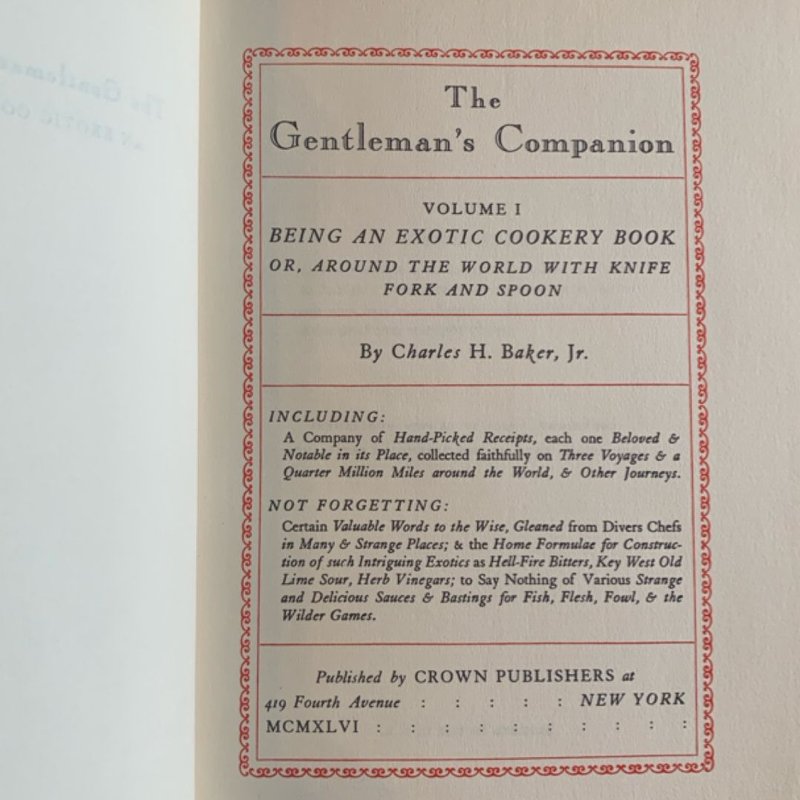 The
Gentleman's Companion
VOLUME I
BEING AN EXOTIC COOKERY BOOK
OR, AROUND THE WORLD WITH KNIFE
FORK AND SPOON
By Charles H. Baker, Jr.
INCLUDING:
A Company of Hand-Picked Receipts, each one Beloved &
Notable in its Place, collected faithfully on Three Voyages & a
Quarter Million Miles around the World, & Other Journeys.
NOT FORGETTING:
Certain Valuable Words to the Wise, Gleaned from Divers Chefs
in Many & Strange Places; & the Home Formulae for Construc-
tion of such Intriguing Exotics as Hell-Fire Bitters, Key West Old
Lime Sour, Herb Vinegars; to Say Nothing of Various Strange
and Delicious Sauces & Bastings for Fish, Flesh, Fowl, & the
Wilder Games.
Published by CROWN PUBLISHERS at
419 Fourth Avenue : : : : : NEW YORK
MCMXLVI : : : : : : : : : :